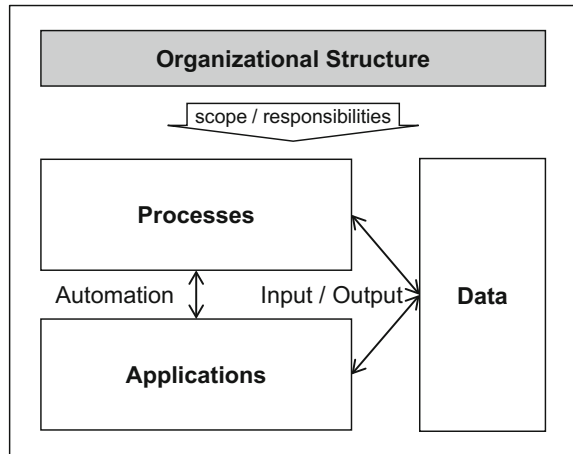 Organizational Structure
scope / responsibilities
Processes
Automation
Input / Output
Data
Applications